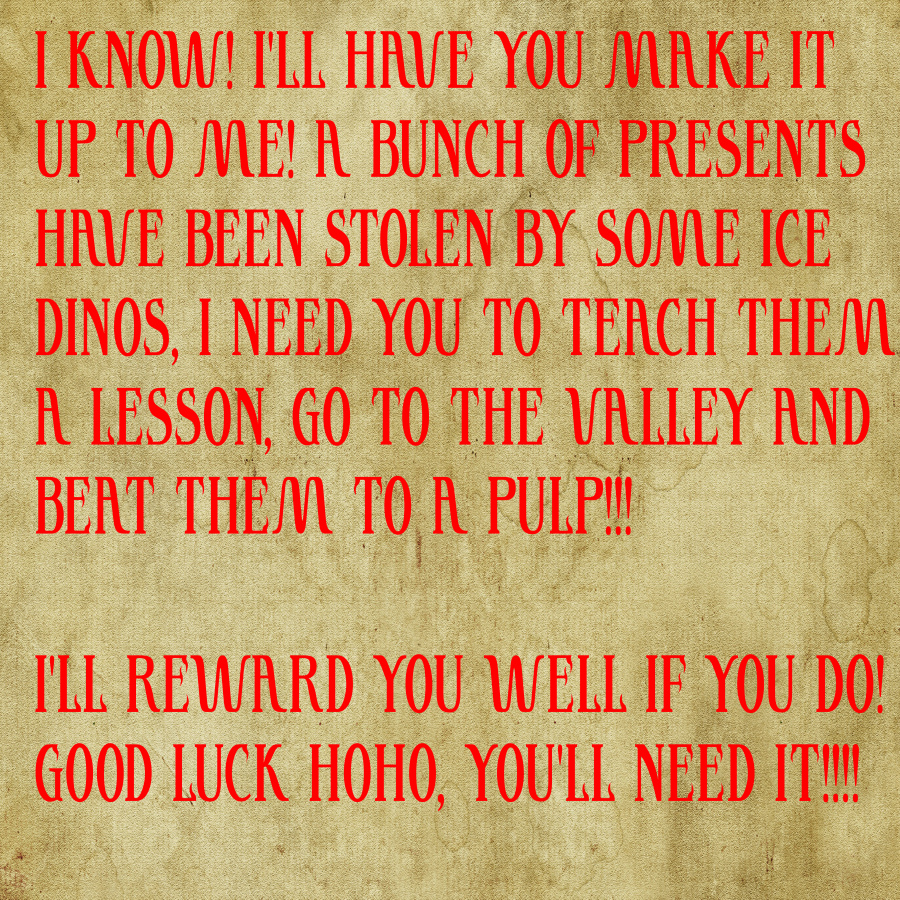 I KNOW! I'LL HAVE YOU MAKE IT
UP TO ME! A BUNCH OF PRESENTS
HAVE BEEN STOLEN BY SOME ICE
DINOS, I NEED YOU TO TEACH THEM
A LESSON, GO TO THE VALLEY AND
BEAT THEM TO A PULP!!!
I'LL REWARD YOU WELL IF YOU DO!
GOOD LUCK HOHO, YOU'LL NEED IT!!!!